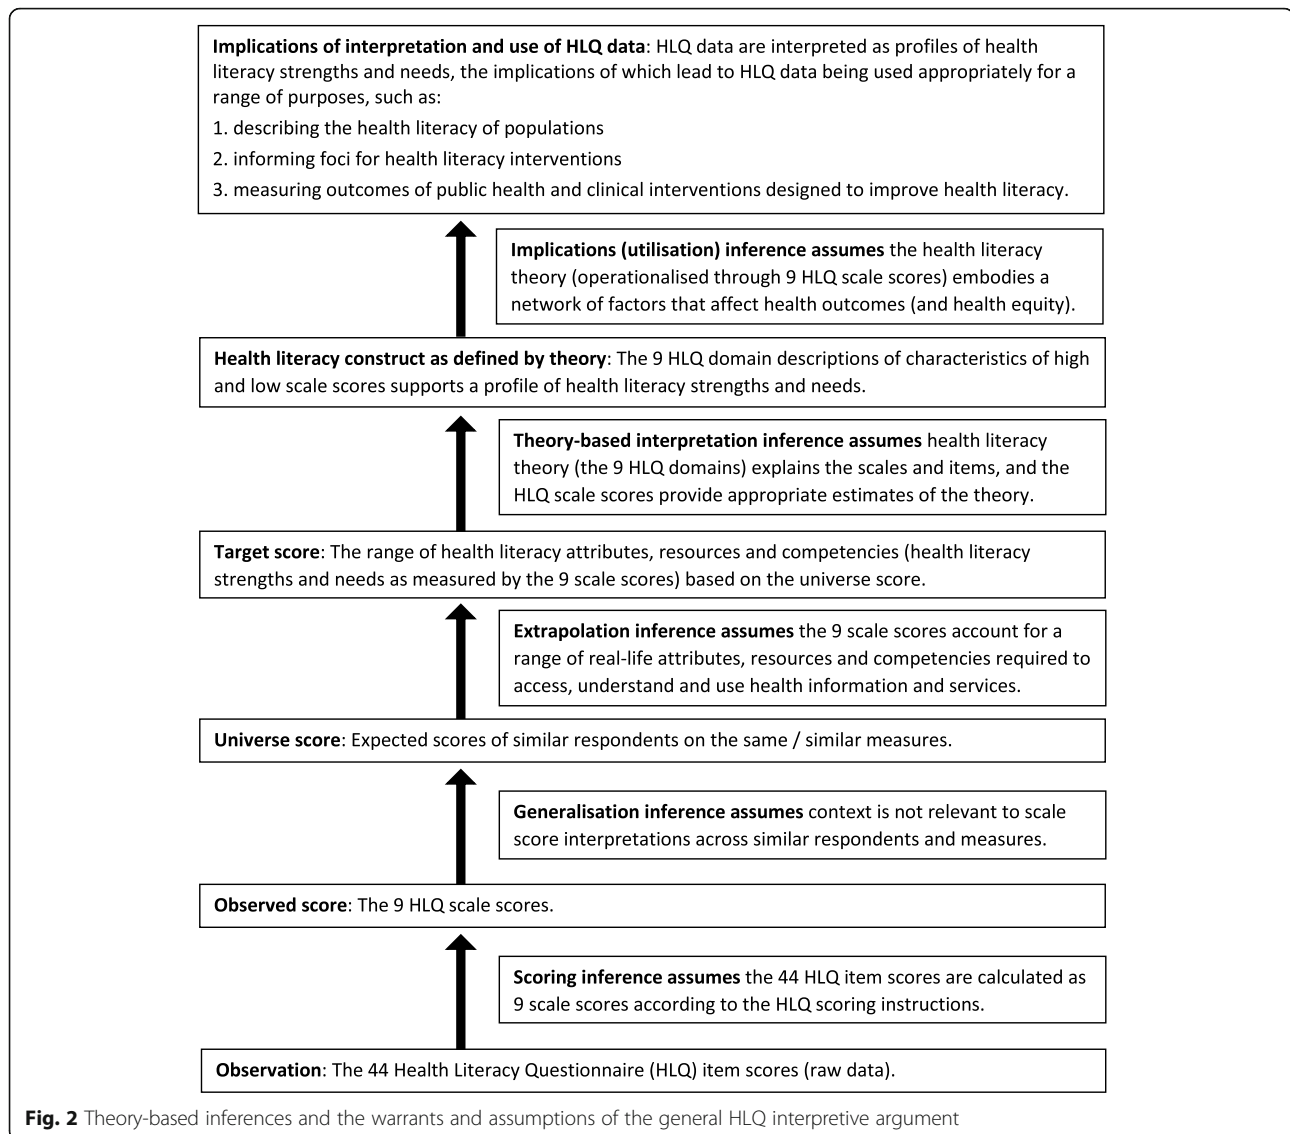 Implications of interpretation and use of HLQ data: HLQ data are interpreted as profiles of health
literacy strengths and needs, the implications of which lead to HLQ data being used appropriately for a
range of purposes, such as:
1. describing the health literacy of populations
2. informing foci for health literacy interventions
3. measuring outcomes of public health and clinical interventions designed to improve health literacy.
Implications (utilisation) inference assumes the health literacy
theory (operationalised through 9 HLQ scale scores) embodies a
network of factors that affect health outcomes (and health equity).
Health literacy construct as defined by theory: The 9 HLQ domain descriptions of characteristics of high
and low scale scores supports a profile of health literacy strengths and needs.
Theory-based interpretation inference assumes health literacy
theory (the 9 HLQ domains) explains the scales and items, and the
HLQ scale scores provide appropriate estimates of the theory.
Target score: The range of health literacy attributes, resources and competencies (health literacy
strengths and needs as measured by the 9 scale scores) based on the universe score.
Extrapolation inference assumes the 9 scale scores account for a
range of real-life attributes, resources and competencies required to
access, understand and use health information and services.
Universe score: Expected scores of similar respondents on the same / similar measures.
Generalisation inference assumes context is not relevant to scale
score interpretations across similar respondents and measures.
Observed score: The 9 HLQ scale scores.
Scoring inference assumes the 44 HLQ item scores are calculated as
9 scale scores according to the HLQ scoring instructions.
Observation: The 44 Health Literacy Questionnaire (HLQ) item scores (raw data).
Fig. 2 Theory-based inferences and the warrants and assumptions of the general HLQ interpretive argument